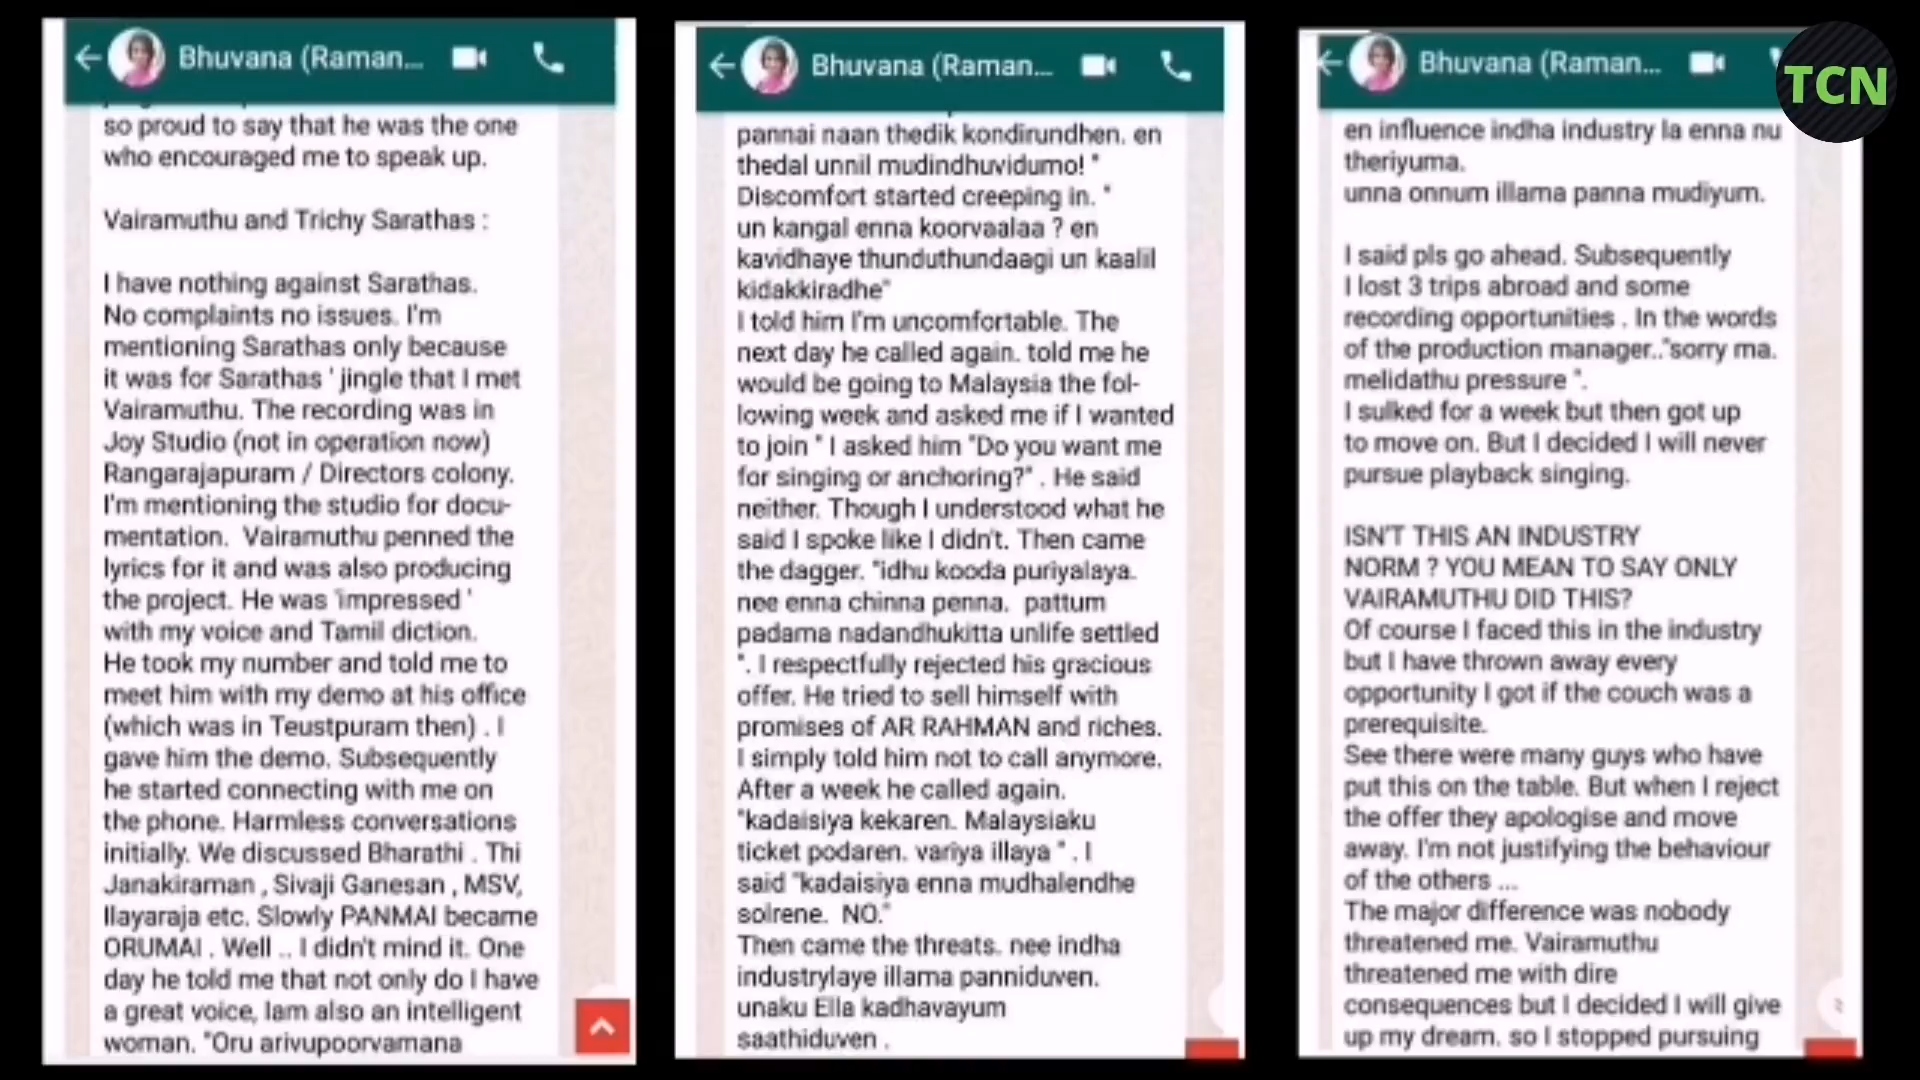 Bhuvana (Raman...
so proud to say that he was the one
who encouraged me to speak up.
Vairamuthu and Trichy Sarathas :
I have nothing against Sarathas.
No complaints no issues. I'm
mentioning Sarathas only because
it was for Sarathas ' jingle that I met
Vairamuthu. The recording was in
Joy Studio (not in operation now)
Rangarajapuram / Directors colony.
I'm mentioning the studio for docu-
mentation. Vairamuthu penned the
lyrics for it and was also producing
the project. He was 'impressed '
with my voice and Tamil diction.
He took my number and told me to
meet him with my demo at his office
(which was in Teustpuram then) . I
gave him the demo. Subsequently
he started connecting with me on
the phone. Harmless conversations
initially. We discussed Bharathi . Thi
Janakiraman , Sivaji Ganesan , MSV,
Ilayaraja etc. Slowly PANMAI became
ORUMAI . Well .. I didn't mind it. One
day he told me that not only do I have
a great voice, Iam also an intelligent
woman. "Oru arivupoorvamana
Bhuvana (Raman...
pannai naan thedik kondirundhen. en
thedal unnil mudindhuvidumo! "
Discomfort started creeping in. "
un kangal enna koorvaalaa ? en
kavidhaye thunduthundaagi un kaalil
kidakkiradhe"
I told him I'm uncomfortable. The
next day he called again. told me he
would be going to Malaysia the fol-
lowing week and asked me if I wanted
to join " I asked him "Do you want me
for singing or anchoring?" . He said
neither. Though I understood what he
said I spoke like I didn't. Then came
the dagger. "idhu kooda puriyalaya.
nee enna chinna penna. pattum
padama nadandhukitta unlife settled
". I respectfully rejected his gracious
offer. He tried to sell himself with
promises of AR RAHMAN and riches.
I simply told him not to call anymore.
After a week he called again.
"kadaisiya kekaren. Malaysiaku
ticket podaren. variya illaya " . I
said "kadaisiya enna mudhalendhe
solrene. NO."
Then came the threats. nee indha
industrylaye illama panniduven.
unaku Ella kadhavayum
saathiduven .
Bhuvana (Raman...
TCN
en influence indha industry la enna nu
theriyuma.
unna onnum illama panna mudiyum.
I said pls go ahead. Subsequently
I lost 3 trips abroad and some
recording opportunities . In the words
of the production manager.."sorry ma.
melidathu pressure ".
I sulked for a week but then got up
to move on. But I decided I will never
pursue playback singing.
ISN'T THIS AN INDUSTRY
NORM ? YOU MEAN TO SAY ONLY
VAIRAMUTHU DID THIS?
Of course I faced this in the industry
but I have thrown away every
opportunity I got if the couch was a
prerequisite.
See there were many guys who have
put this on the table. But when I reject
the offer they apologise and move
away. I'm not justifying the behaviour
of the others ...
The major difference was nobody
threatened me. Vairamuthu
threatened me with dire
consequences but I decided I will give
up my dream. so I stopped pursuing